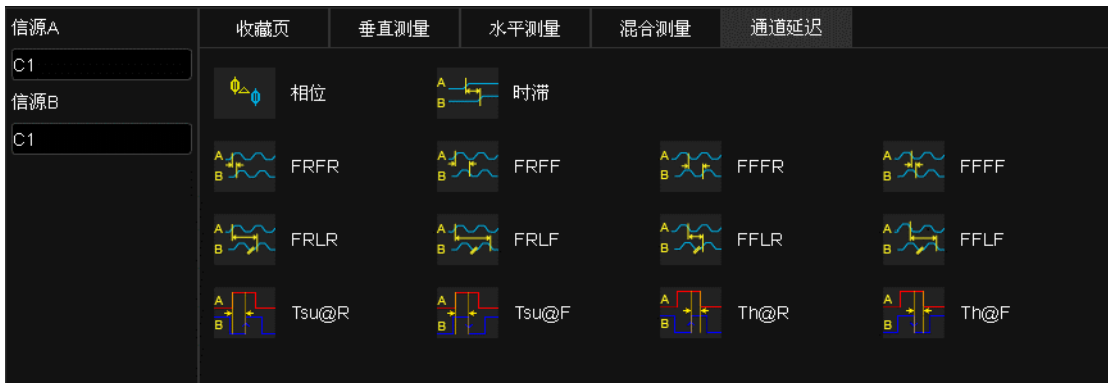 信源A
C1
信源B
C1
收藏页 垂直测量 水平测量 混合测量 通道延迟
相位 A B 时滞
A B FRFR A B FRFF A B FFFR A B FFFF
A B FRLR A B FRLF A B FFLR A B FFLF
A B Tsu@R A B Tsu@F A B Th@R A B Th@F